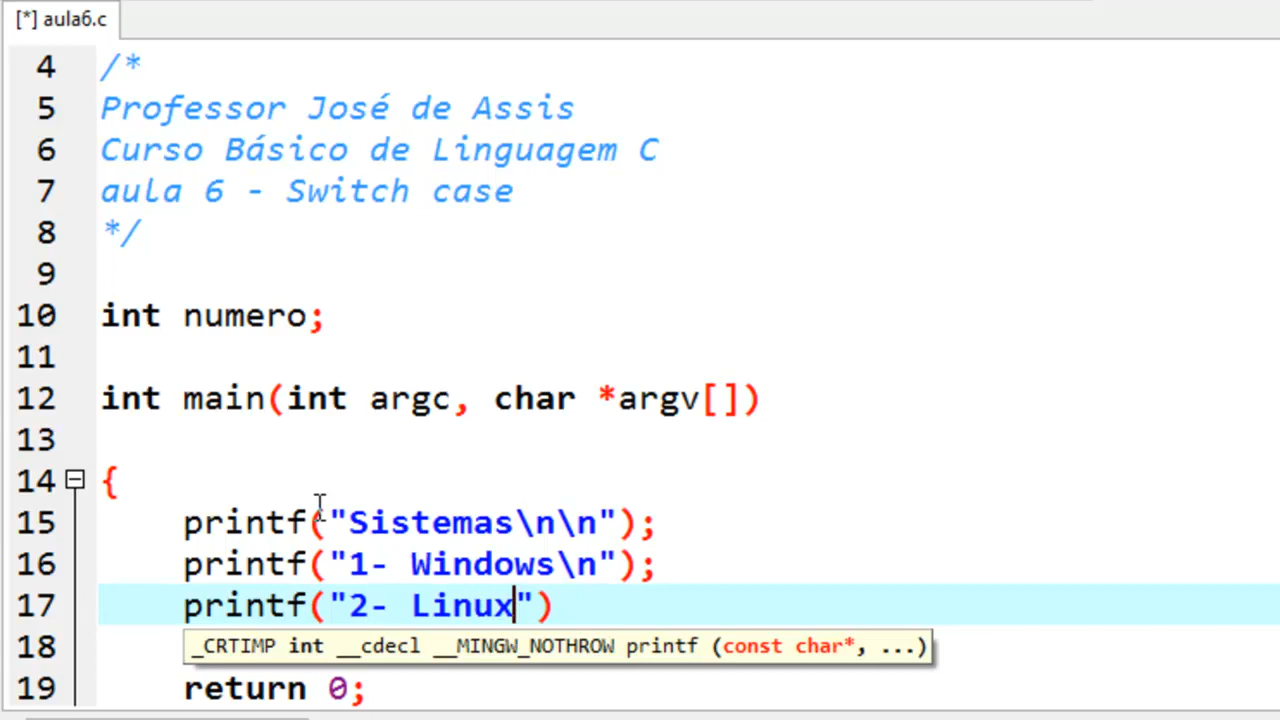 [*] aula6.c
4 /*
5 Professor José de Assis
6 Curso Básico de Linguagem C
7 aula 6 - Switch case
8 */
9
10 int numero;
11
12 int main(int argc, char *argv[])
13
14 {
15 printf("Sistemas\n\n");
16 printf("1- Windows\n");
17 printf("2- Linux")
18 _CRTIMP int __cdecl __MINGW_NOTHROW printf (const char*, ...)
19 return 0;